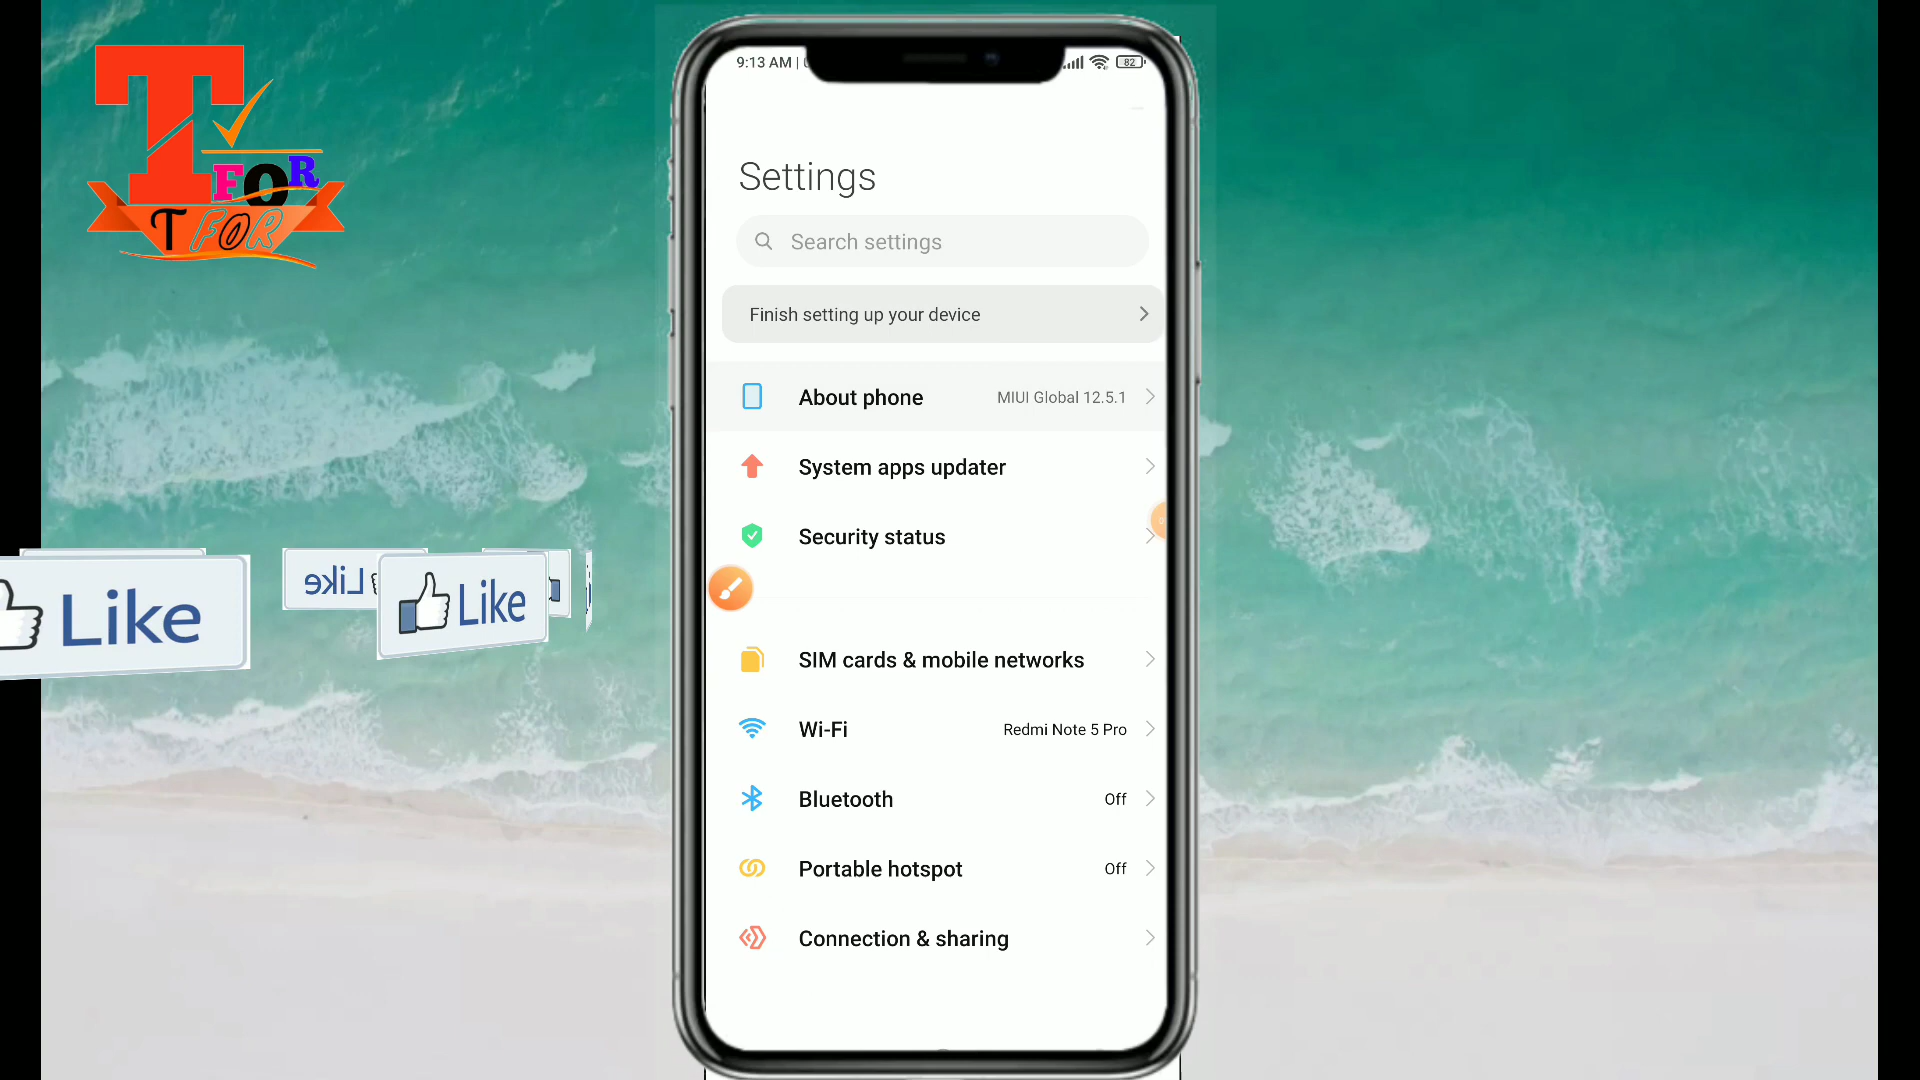 T
FOR
T FOR
9:13 AM |
82
Settings
Search settings
Finish setting up your device
About phone MIUI Global 12.5.1
System apps updater
Security status
Like
Like
Like
SIM cards & mobile networks
Wi-Fi Redmi Note 5 Pro
Bluetooth Off
Portable hotspot Off
Connection & sharing